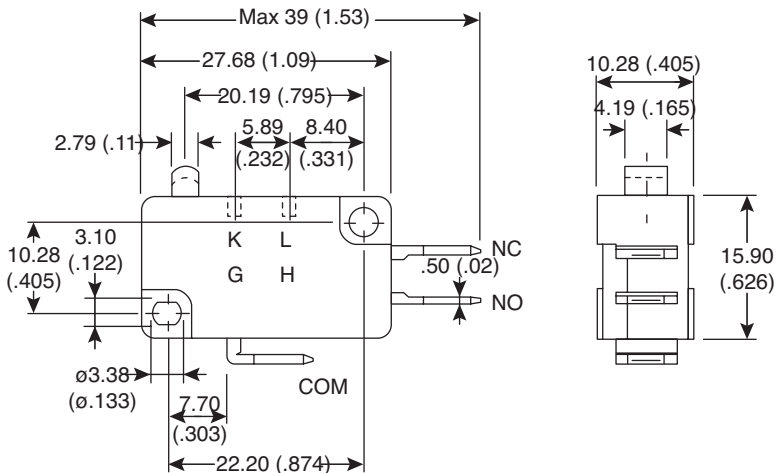 Max 39 (1.53)
27.68 (1.09)
20.19 (.795)
2.79 (.11)
5.89
(.232)
8.40
(.331)
10.28 (.405)
4.19 (.165)
10.28
(.405)
3.10
(.122)
K L
G H
NC
.50 (.02)
NO
15.90
(.626)
ø3.38
(ø.133)
COM
7.70
(.303)
22.20 (.874)